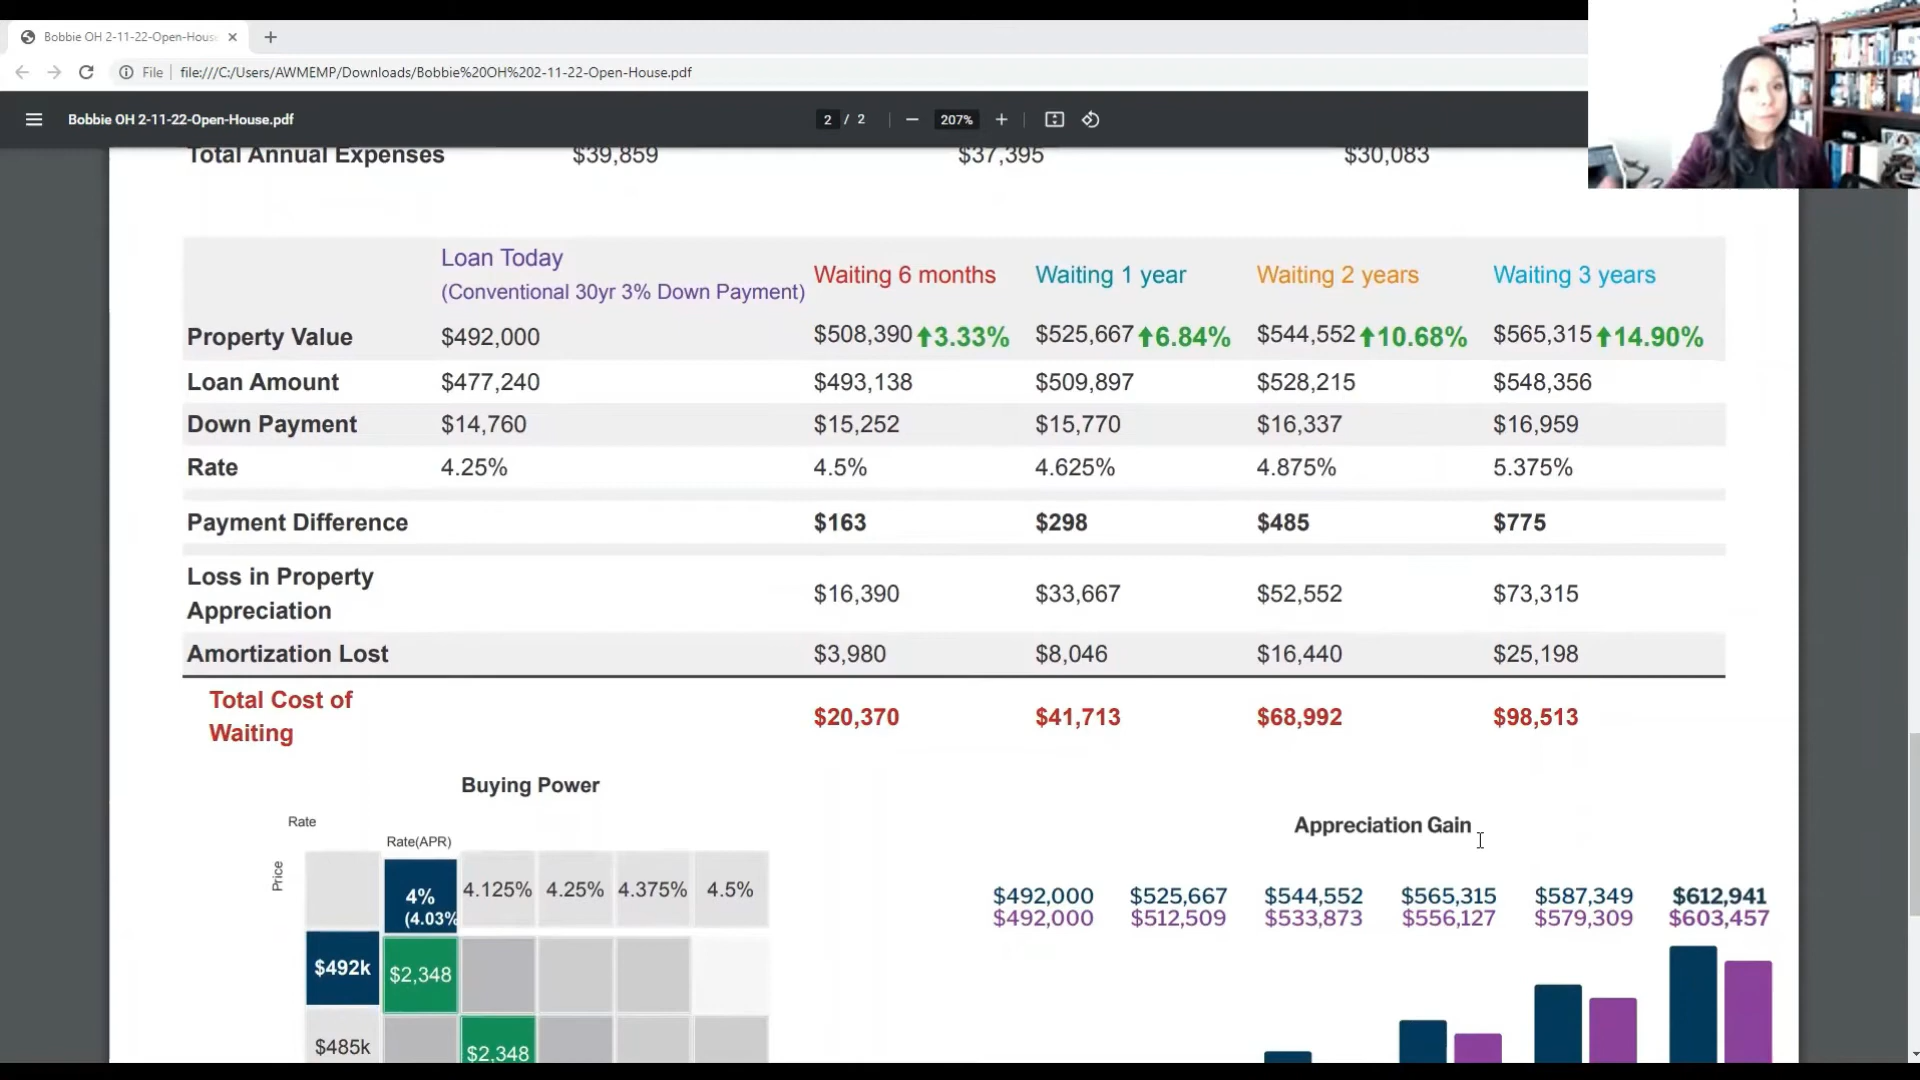 Bobbie OH 2-11-22-Open-Hous
File file:///C:/Users/AWMEMP/Downloads/Bobbie%20OH%202-11-22-Open-House.pdf
Bobbie OH 2-11-22-Open-House.pdf 2 / 2 207%
Total Annual Expenses $39,859 $37,395 $30,083
Loan Today
(Conventional 30yr 3% Down Payment) Waiting 6 months Waiting 1 year Waiting 2 years Waiting 3 years
Property Value $492,000 $508,390 ↑3.33% $525,667 ↑6.84% $544,552 ↑10.68% $565,315 ↑14.90%
Loan Amount $477,240 $493,138 $509,897 $528,215 $548,356
Down Payment $14,760 $15,252 $15,770 $16,337 $16,959
Rate 4.25% 4.5% 4.625% 4.875% 5.375%
Payment Difference $163 $298 $485 $775
Loss in Property
Appreciation $16,390 $33,667 $52,552 $73,315
Amortization Lost $3,980 $8,046 $16,440 $25,198
Total Cost of
Waiting $20,370 $41,713 $68,992 $98,513
Buying Power
Rate
Rate(APR)
Price
4% 4.125% 4.25% 4.375% 4.5%
(4.03%
$492k $2,348
$485k $2,348
Appreciation Gain
$492,000 $525,667 $544,552 $565,315 $587,349 $612,941
$492,000 $512,509 $533,873 $556,127 $579,309 $603,457